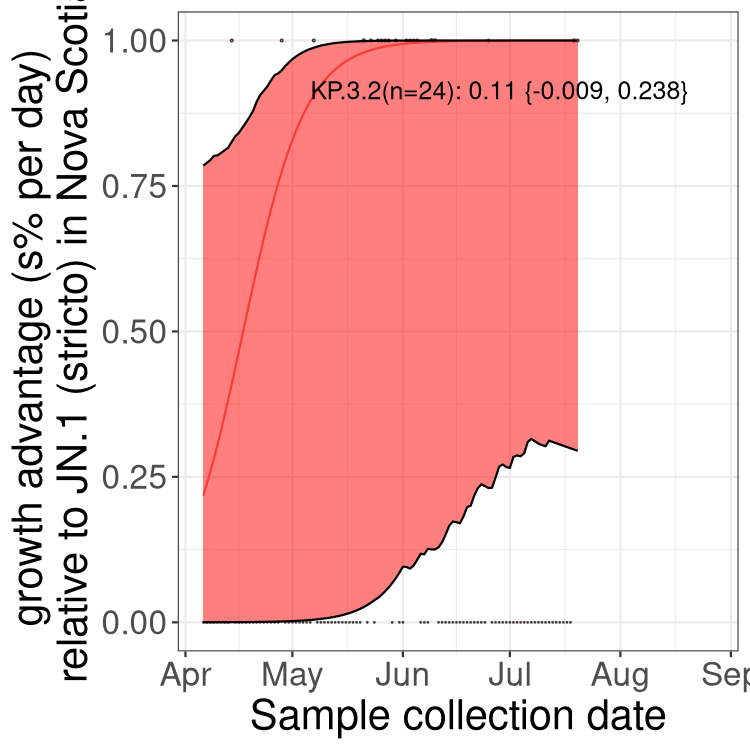 growth advantage (s% per day)
relative to JN.1 (stricto) in Nova Scotia
1.00
0.75
0.50
0.25
0.00
KP.3.2(n=24): 0.11 {-0.009, 0.238}
Apr May Jun Jul Aug Sep
Sample collection date